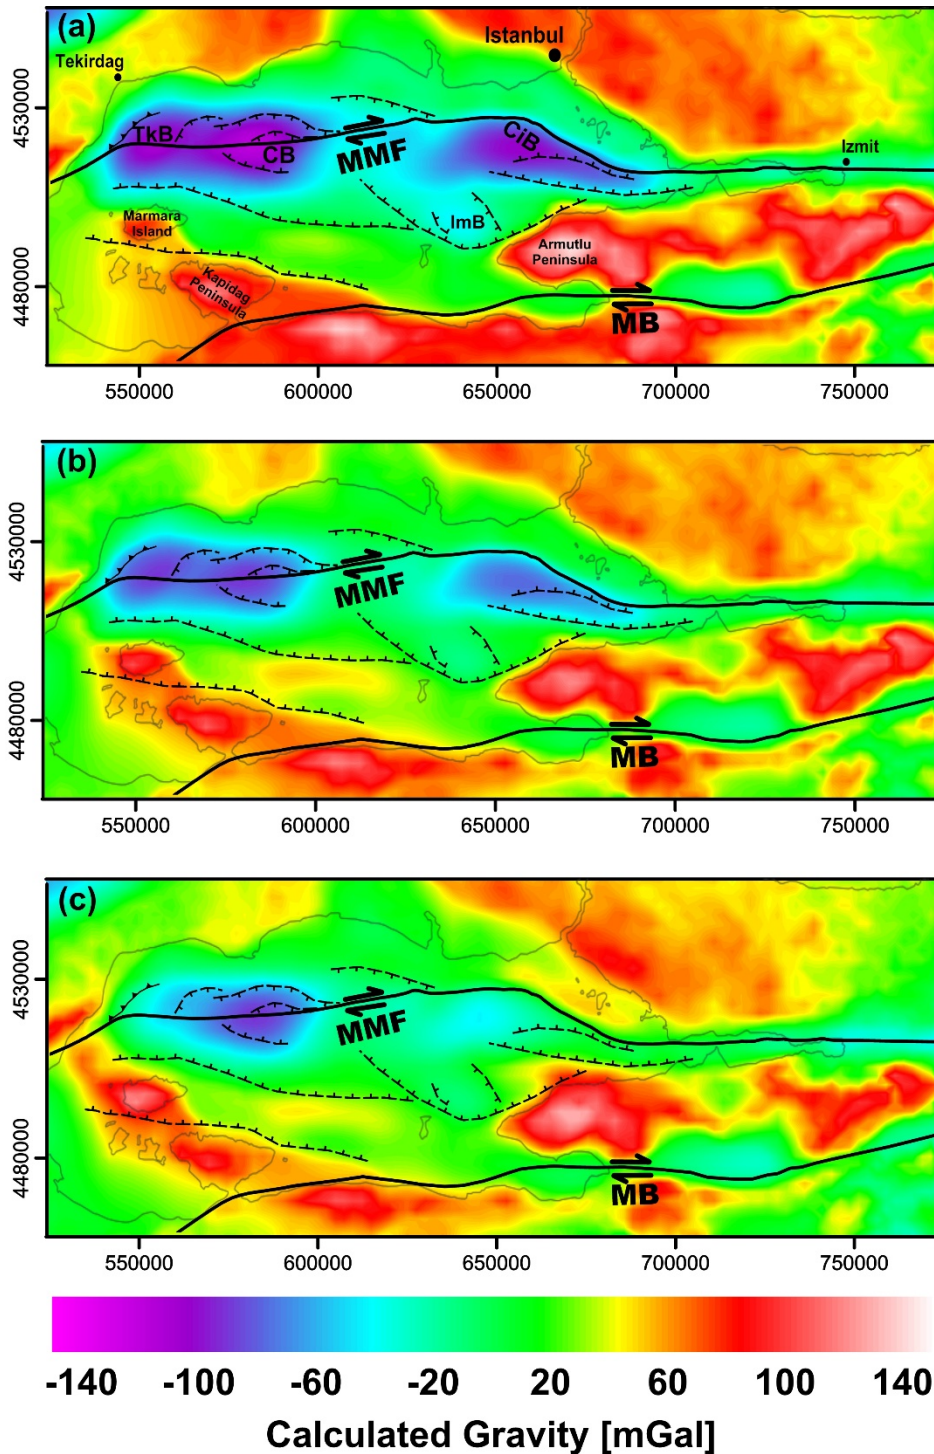 (a)
Istanbul
Tekirdag
4530000
TkB
CB
MMF
CiB
Izmit
Marmara
Island
ImB
Armutlu
Peninsula
4480000
Kapidag
Peninsula
MB
550000 600000 650000 700000 750000
(b)
4530000
MMF
4480000
MB
550000 600000 650000 700000 750000
(c)
4530000
MMF
4480000
MB
550000 600000 650000 700000 750000
-140 -100 -60 -20 20 60 100 140
Calculated Gravity [mGal]